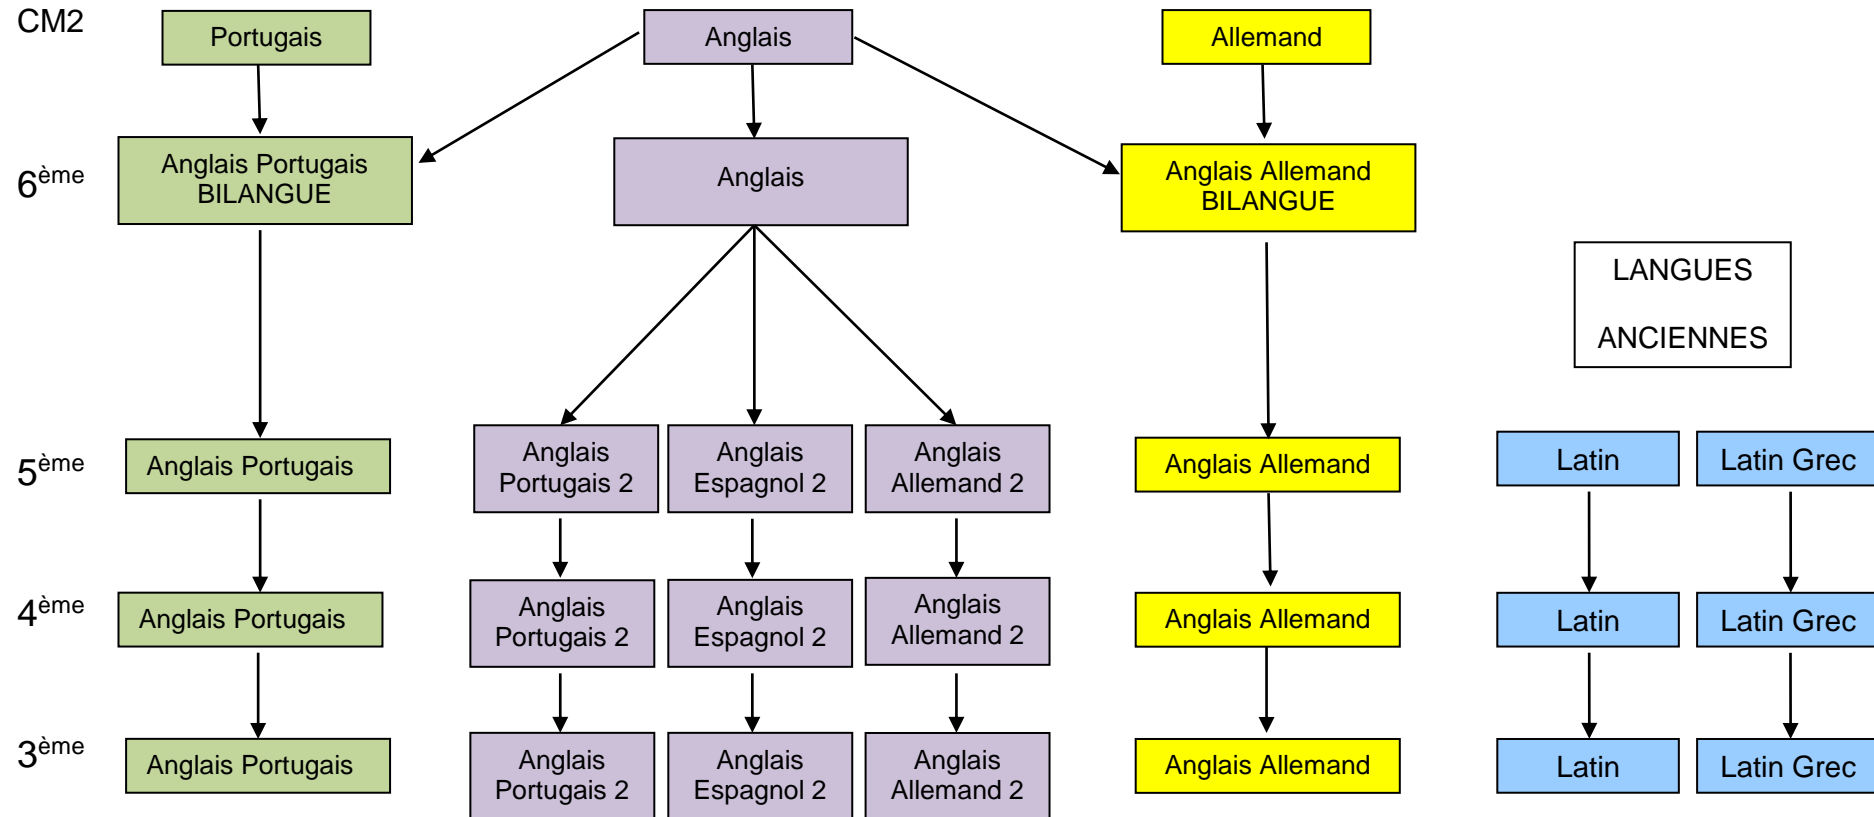 CM2
Portugais
Anglais
Allemand
6ème
Anglais Portugais
BILANGUE
Anglais
Anglais Allemand
BILANGUE
LANGUES
ANCIENNES
5ème
Anglais Portugais
Anglais
Portugais 2
Anglais
Espagnol 2
Anglais
Allemand 2
Anglais Allemand
Latin
Latin Grec
4ème
Anglais Portugais
Anglais
Portugais 2
Anglais
Espagnol 2
Anglais
Allemand 2
Anglais Allemand
Latin
Latin Grec
3ème
Anglais Portugais
Anglais
Portugais 2
Anglais
Espagnol 2
Anglais
Allemand 2
Anglais Allemand
Latin
Latin Grec